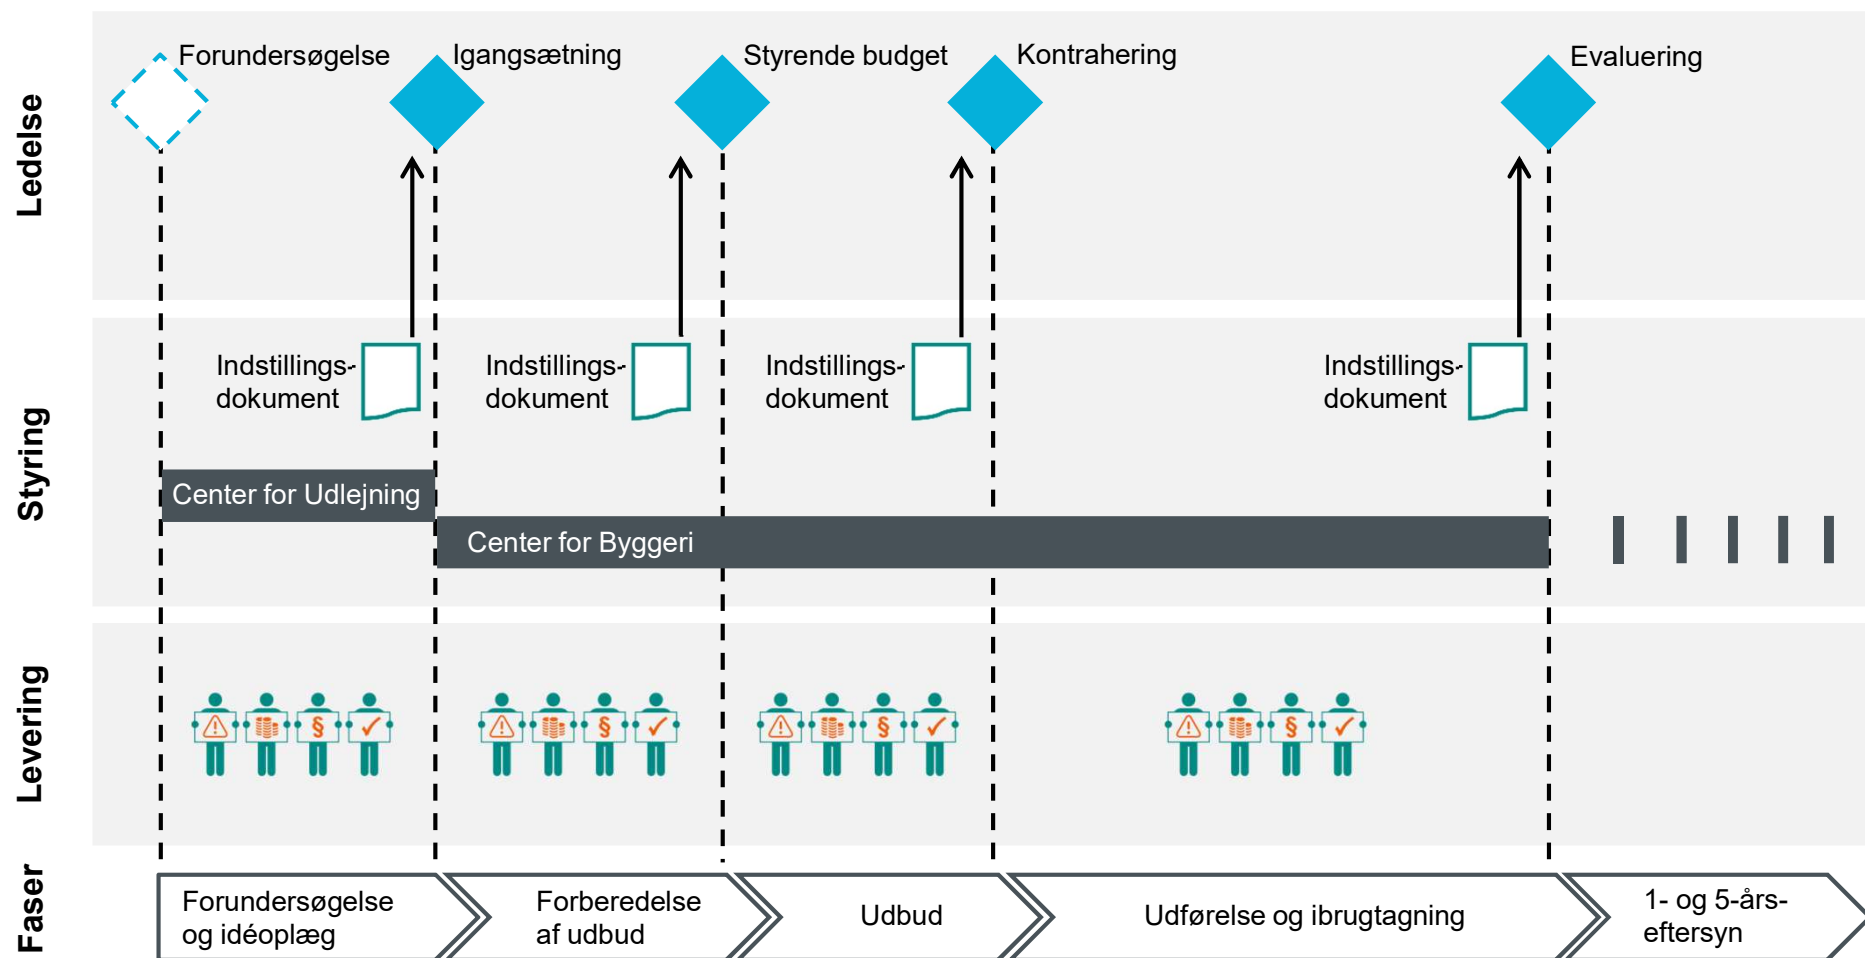 Ledelse
Forundersøgelse
Igangsætning
Styrende budget
Kontrahering
Evaluering
Styring
Indstillings-
dokument
Indstillings-
dokument
Indstillings-
dokument
Indstillings-
dokument
Center for Udlejning
Center for Byggeri
Levering
§
§
§
§
Faser
Forundersøgelse
og idéoplæg
Forberedelse
af udbud
Udbud
Udførelse og ibrugtagning
1- og 5-års-
eftersyn